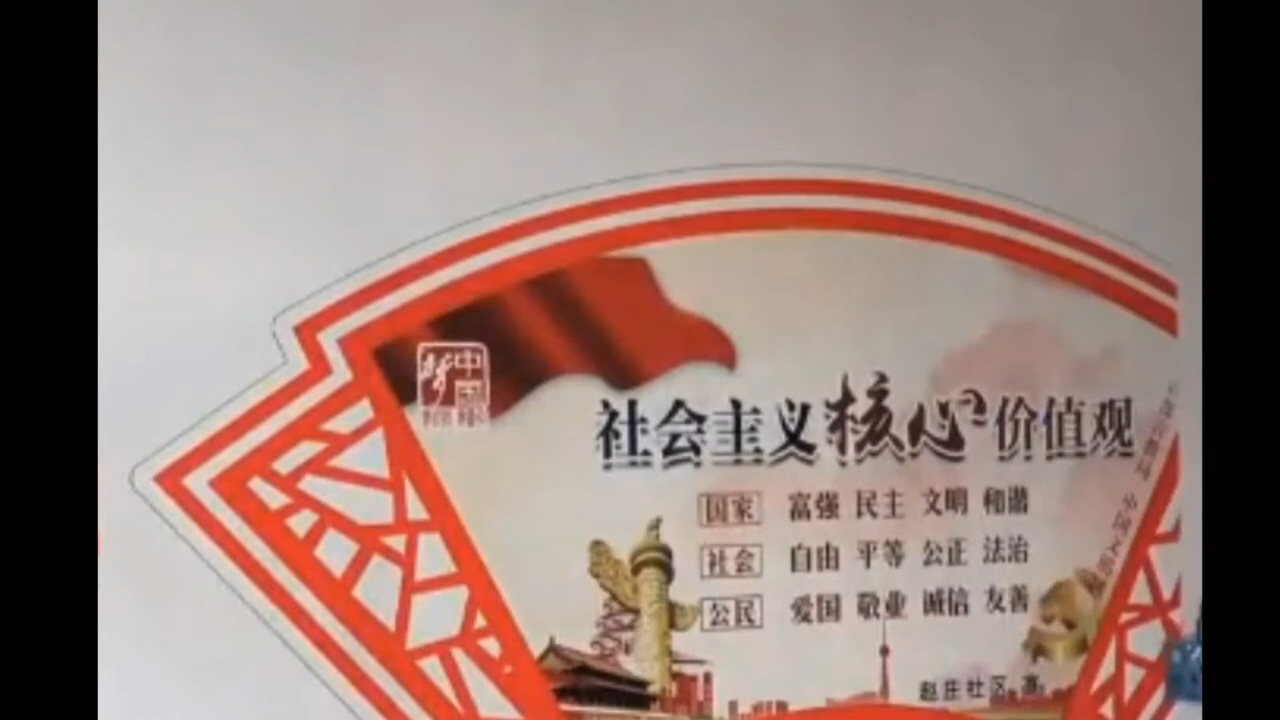 中国梦
社会主义核心价值观
国家 富强 民主 文明 和谐
社会 自由 平等 公正 法治
公民 爱国 敬业 诚信 友善
赵庄社区